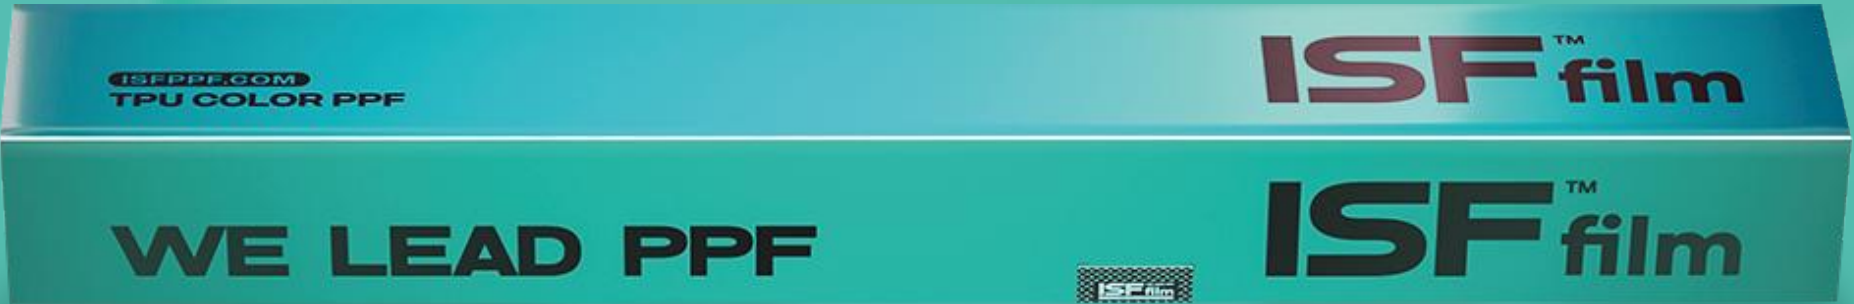 ISFPPF.COM
TPU COLOR PPF
ISF™ film
WE LEAD PPF
ISF™ film
ISF film